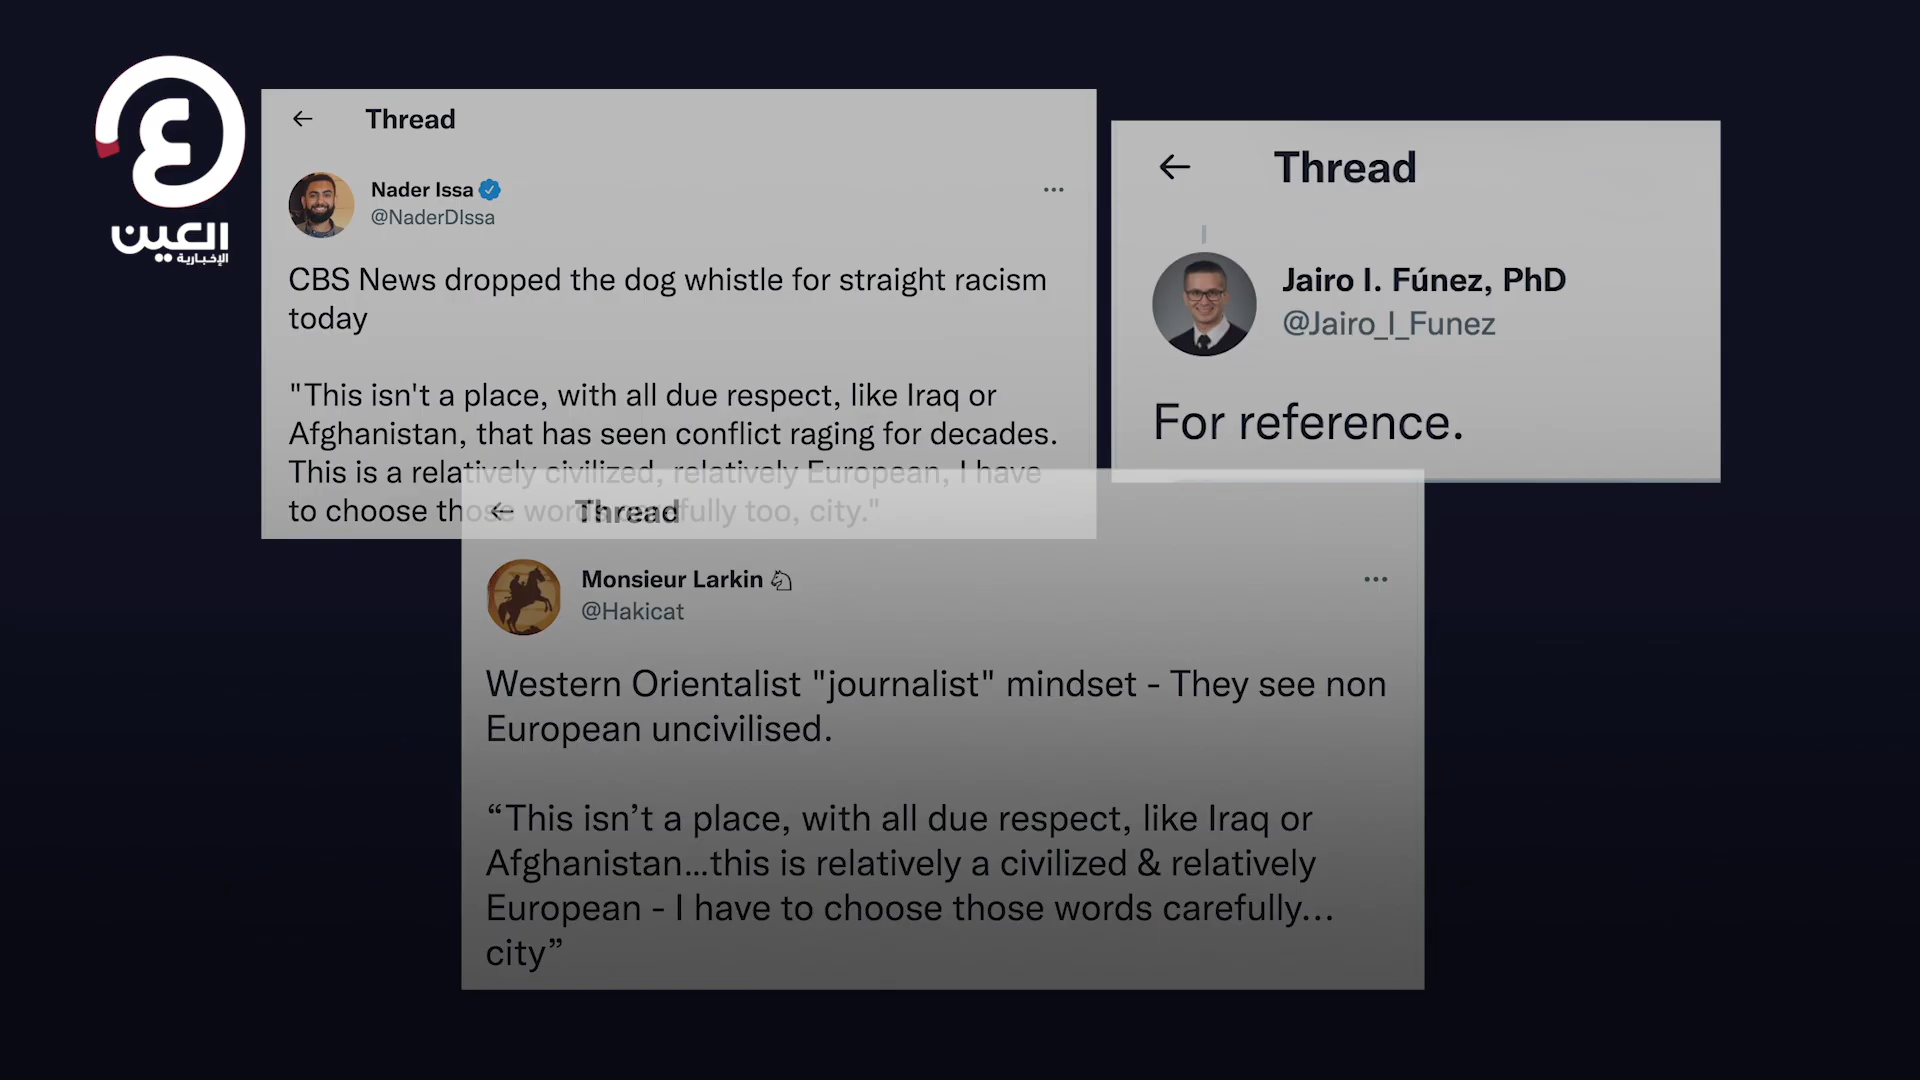 العين
الإخبارية
Thread
Nader Issa
@NaderDIssa
CBS News dropped the dog whistle for straight racism
today
"This isn't a place, with all due respect, like Iraq or
Afghanistan, that has seen conflict raging for decades.
This is a relatively civilized, relatively European, I have
to choose those words carefully too, city."
Thread
Jairo I. Fúnez, PhD
@Jairo_I_Funez
For reference.
Thread
Monsieur Larkin
@Hakicat
Western Orientalist "journalist" mindset - They see non
European uncivilised.
“This isn’t a place, with all due respect, like Iraq or
Afghanistan...this is relatively a civilized & relatively
European - I have to choose those words carefully...
city”